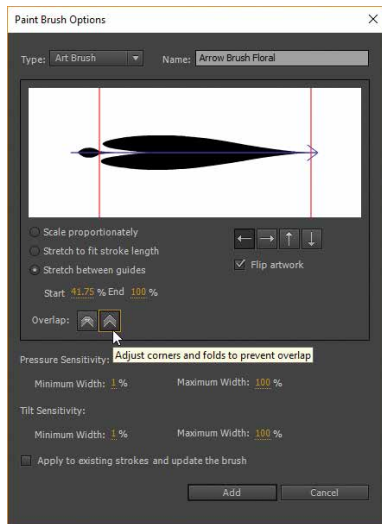 Paint Brush Options
Type: Art Brush Name: Arrow Brush Floral
Scale proportionately
Stretch to fit stroke length
Flip artwork
Stretch between guides
Start 41.75 % End 100 %
Overlap:
Adjust corners and folds to prevent overlap
Pressure Sensitivity:
Minimum Width: 1 % Maximum Width: 100 %
Tilt Sensitivity:
Minimum Width: 1 % Maximum Width: 100 %
Apply to existing strokes and update the brush
Add Cancel